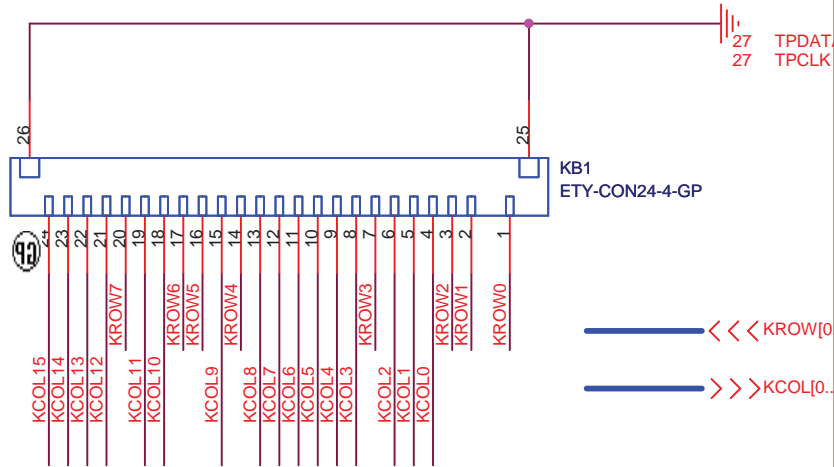 27 TPDATA
27 TPCLK
26
25
KB1
ETY-CON24-4-GP
24 23 22 21 20 19 18 17 16 15 14 13 12 11 10 9 8 7 6 5 4 3 2 1
KROW7 KROW6 KROW5 KROW4 KROW3 KROW2 KROW1 KROW0
KROW[0
KCOL15 KCOL14 KCOL13 KCOL12 KCOL11 KCOL10 KCOL9 KCOL8 KCOL7 KCOL6 KCOL5 KCOL4 KCOL3 KCOL2 KCOL1 KCOL0
KCOL[0..